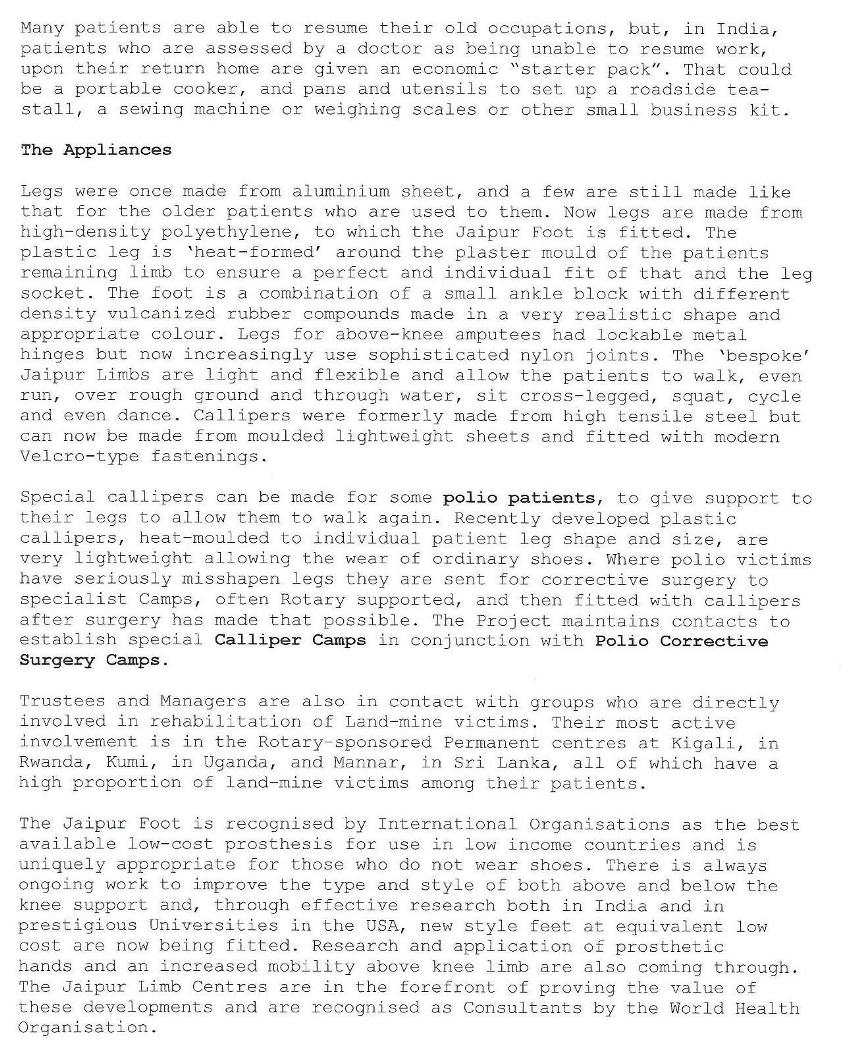 Many patients are able to resume their old occupations, but, in India,
patients who are assessed by a doctor as being unable to resume work,
upon their return home are given an economic "starter pack". That could
be a portable cooker, and pans and utensils to set up a roadside tea-
stall, a sewing machine or weighing scales or other small business kit.
The Appliances
Legs were once made from aluminium sheet, and a few are still made like
that for the older patients who are used to them. Now legs are made from
high-density polyethylene, to which the Jaipur Foot is fitted. The
plastic leg is 'heat-formed' around the plaster mould of the patients
remaining limb to ensure a perfect and individual fit of that and the leg
socket. The foot is a combination of a small ankle block with different
density vulcanized rubber compounds made in a very realistic shape and
appropriate colour. Legs for above-knee amputees had lockable metal
hinges but now increasingly use sophisticated nylon joints. The 'bespoke'
Jaipur Limbs are light and flexible and allow the patients to walk, even
run, over rough ground and through water, sit cross-legged, squat, cycle
and even dance. Callipers were formerly made from high tensile steel but
can now be made from moulded lightweight sheets and fitted with modern
Velcro-type fastenings.
Special callipers can be made for some polio patients, to give support to
their legs to allow them to walk again. Recently developed plastic
callipers, heat-moulded to individual patient leg shape and size, are
very lightweight allowing the wear of ordinary shoes. Where polio victims
have seriously misshapen legs they are sent for corrective surgery to
specialist Camps, often Rotary supported, and then fitted with callipers
after surgery has made that possible. The Project maintains contacts to
establish special Calliper Camps in conjunction with Polio Corrective
Surgery Camps.
Trustees and Managers are also in contact with groups who are directly
involved in rehabilitation of Land-mine victims. Their most active
involvement is in the Rotary-sponsored Permanent centres at Kigali, in
Rwanda, Kumi, in Uganda, and Mannar, in Sri Lanka, all of which have a
high proportion of land-mine victims among their patients.
The Jaipur Foot is recognised by International Organisations as the best
available low-cost prosthesis for use in low income countries and is
uniquely appropriate for those who do not wear shoes. There is always
ongoing work to improve the type and style of both above and below the
knee support and, through effective research both in India and in
prestigious Universities in the USA, new style feet at equivalent low
cost are now being fitted. Research and application of prosthetic
hands and an increased mobility above knee limb are also coming through.
The Jaipur Limb Centres are in the forefront of proving the value of
these developments and are recognised as Consultants by the World Health
Organisation.